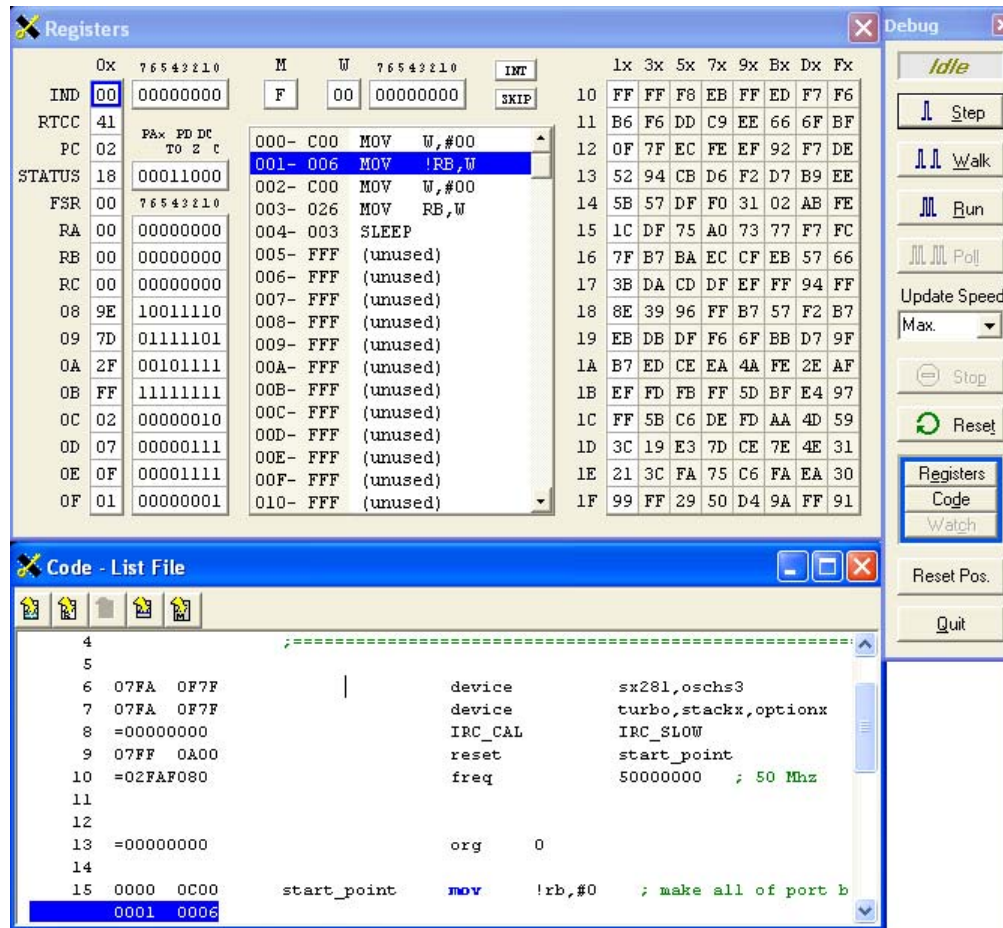 Registers
0x 76543210 M W 76543210 INT 1x 3x 5x 7x 9x Bx Dx Fx
IND 00 00000000 F 00 00000000 SKIP 10 FF FF F8 EB FF ED F7 F6
RTCC 41 11 B6 F6 DD C9 EE 66 6F BF
PAx PD DC
TO Z C
PC 02 000- C00 MOV W,#00 12 0F 7F EC FE EF 92 F7 DE
STATUS 18 00011000 001- 006 MOV !RB,W 13 52 94 CB D6 F2 D7 B9 EE
002- C00 MOV W,#00
FSR 00 76543210 003- 026 MOV RB,W 14 5B 57 DF F0 31 02 AB FE
RA 00 00000000 004- 003 SLEEP 15 1C DF 75 A0 73 77 F7 FC
RB 00 00000000 005- FFF (unused) 16 7F B7 BA EC CF EB 57 66
006- FFF (unused)
RC 00 00000000 007- FFF (unused) 17 3B DA CD DF EF FF 94 FF
08 9E 10011110 008- FFF (unused) 18 8E 39 96 FF B7 57 F2 B7
09 7D 01111101 009- FFF (unused) 19 EB DB DF F6 6F BB D7 9F
0A 2F 00101111 00A- FFF (unused) 1A B7 ED CE EA 4A FE 2E AF
0B FF 11111111 00B- FFF (unused) 1B EF FD FB FF 5D BF E4 97
0C 02 00000010 00C- FFF (unused) 1C FF 5B C6 DE FD AA 4D 59
00D- FFF (unused)
0D 07 00000111 00E- FFF (unused) 1D 3C 19 E3 7D CE 7E 4E 31
0E 0F 00001111 00F- FFF (unused) 1E 21 3C FA 75 C6 FA EA 30
0F 01 00000001 010- FFF (unused) 1F 99 FF 29 50 D4 9A FF 91
Debug
Idle
Step
Walk
Run
Poll
Update Speed
Max.
Stop
Reset
Registers
Code
Watch
Reset Pos.
Quit
Code - List File
4 ;=========================================================
5
6 07FA 0F7F device sx281,oschs3
7 07FA 0F7F device turbo,stackx,optionx
8 =00000000 IRC_CAL IRC_SLOW
9 07FF 0A00 reset start_point
10 =02FAF080 freq 50000000 ; 50 Mhz
11
12
13 =00000000 org 0
14
15 0000 0C00 start_point mov !rb,#0 ; make all of port b
0001 0006